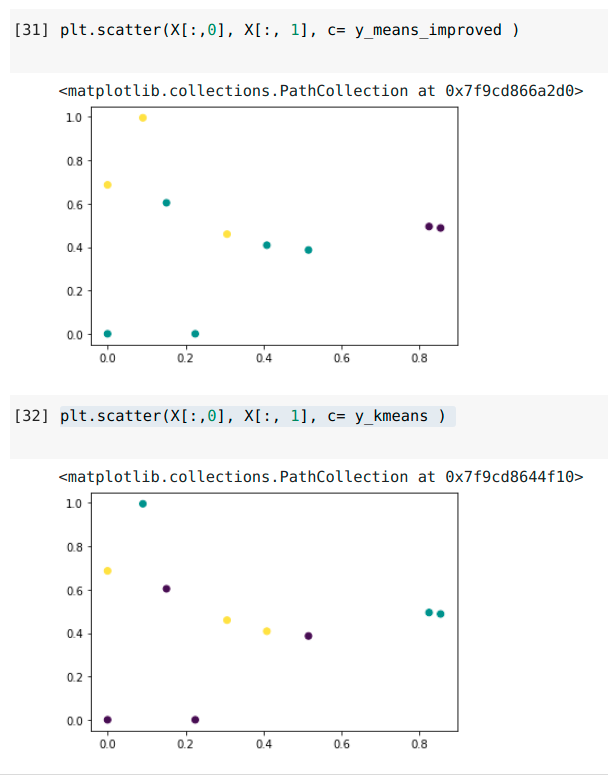 [31] plt.scatter(X[:,0], X[:, 1], c= y_means_improved )
<matplotlib.collections.PathCollection at 0x7f9cd866a2d0>
1.0
0.8
0.6
0.4
0.2
0.0
0.0 0.2 0.4 0.6 0.8
[32] plt.scatter(X[:,0], X[:, 1], c= y_kmeans )
<matplotlib.collections.PathCollection at 0x7f9cd8644f10>
1.0
0.8
0.6
0.4
0.2
0.0
0.0 0.2 0.4 0.6 0.8